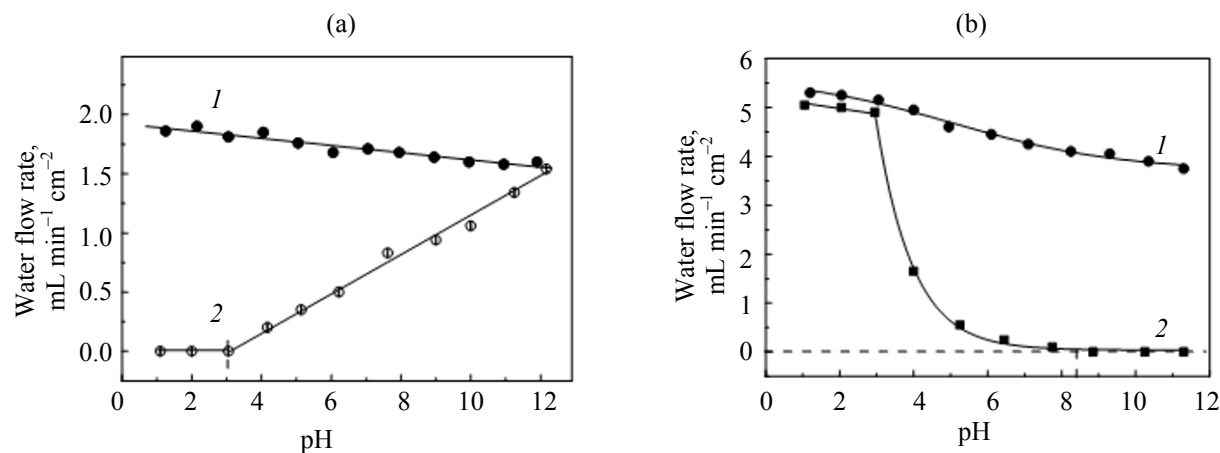 (a)
Water flow rate,
mL min⁻¹ cm⁻²
2.0
1.5
1.0
0.5
0.0
1
2
0 2 4 6 8 10 12
pH
(b)
Water flow rate,
mL min⁻¹ cm⁻²
6
5
4
3
2
1
0
1
2
0 2 4 6 8 10 12
pH